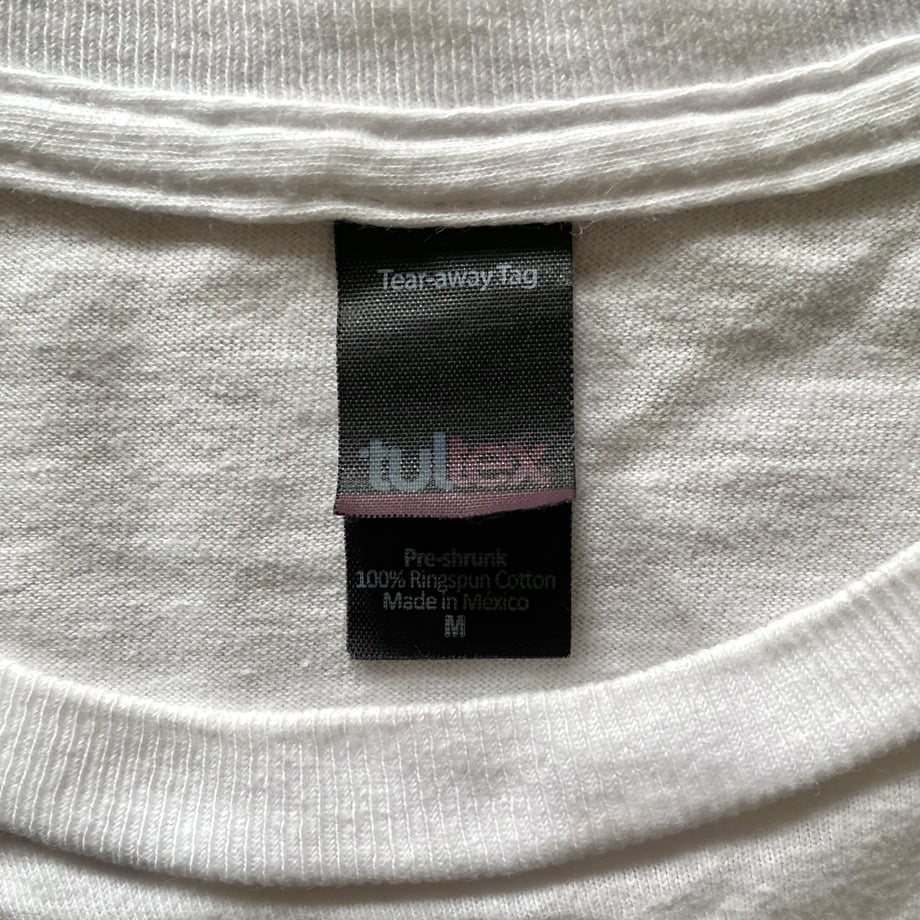 Tear-away Tag
tultex
Pre-shrunk
100% Ringspun Cotton
Made in México
M